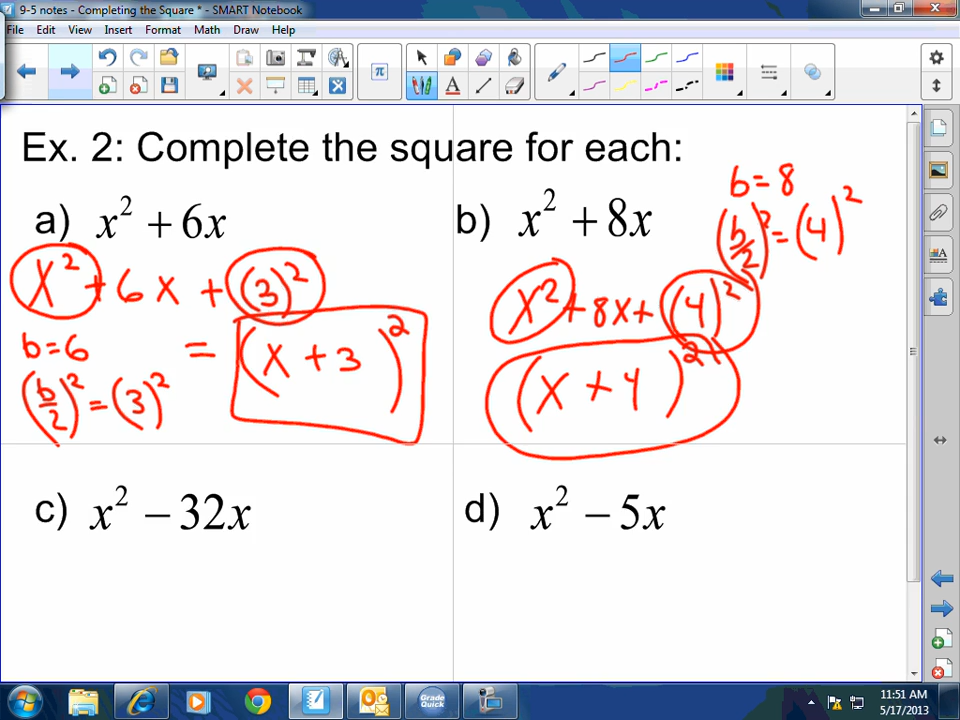 9-5 notes - Completing the Square * - SMART Notebook
File Edit View Insert Format Math Draw Help
Ex. 2: Complete the square for each:
a) x² + 6x
x² + 6x + (3)²
b = 6
= (x + 3)²
(b/2)² = (3)²
b) x² + 8x
b = 8
(b/2)² = (4)²
x² + 8x + (4)²
(x + 4)²
c) x² − 32x
d) x² − 5x
Grade Quick
11:51 AM
5/17/2013